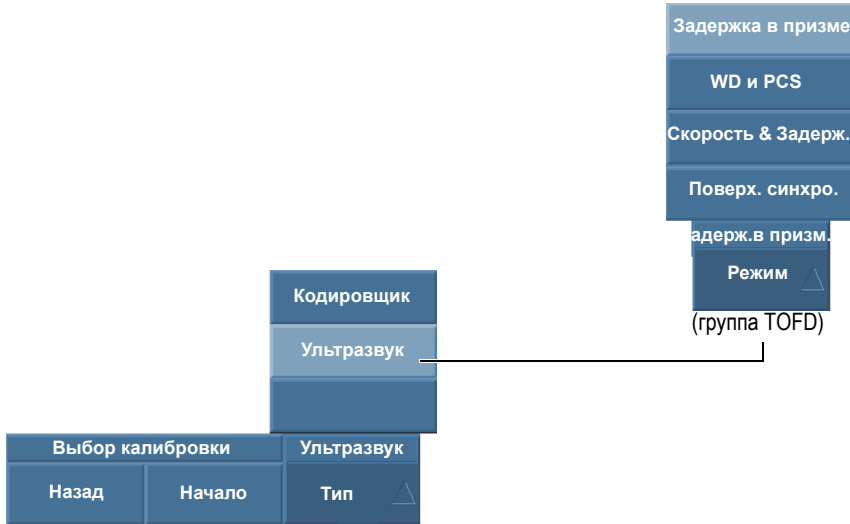 Задержка в призме
WD и PCS
Скорость & Задерж.
Поверх. синхро.
адерж.в призм.
Режим
(группа TOFD)
Кодировщик
Ультразвук
Выбор калибровки
Ультразвук
Назад
Начало
Тип